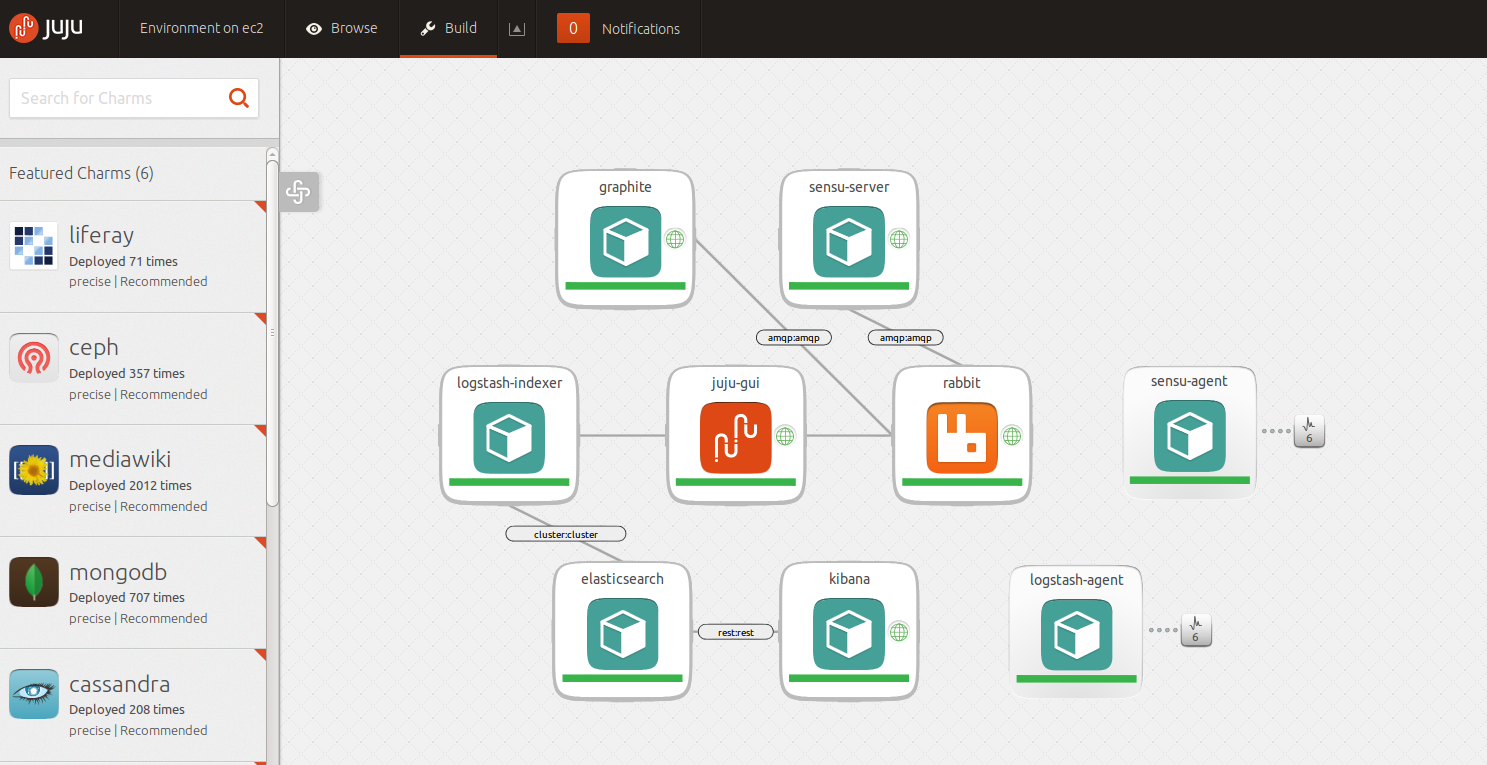 juju
Environment on ec2
Browse
Build
0
Notifications
Search for Charms
Featured Charms (6)
liferay
Deployed 71 times
precise | Recommended
ceph
Deployed 357 times
precise | Recommended
mediawiki
Deployed 2012 times
precise | Recommended
mongodb
Deployed 707 times
precise | Recommended
cassandra
Deployed 208 times
precise | Recommended
graphite
sensu-server
amqp:amqp
amqp:amqp
logstash-indexer
juju-gui
rabbit
sensu-agent
6
cluster:cluster
elasticsearch
rest:rest
kibana
logstash-agent
6